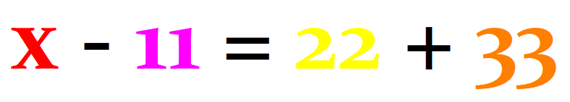 x - 11 = 22 + 33